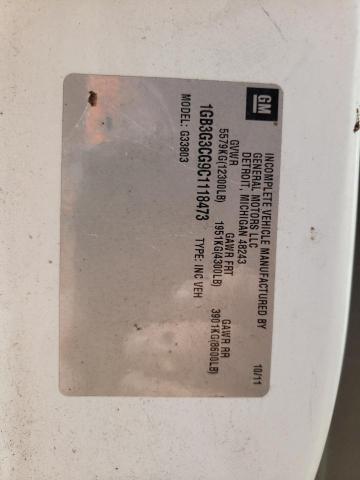 GM
INCOMPLETE VEHICLE MANUFACTURED BY
GENERAL MOTORS LLC
DETROIT, MICHIGAN 48243
10/11
GVWR GAWR FRT GAWR RR
5579KG(12300LB) 1951KG(4300LB) 3901KG(8600LB)
1GB3G3CG9C1118473 TYPE: INC VEH
MODEL: G33803